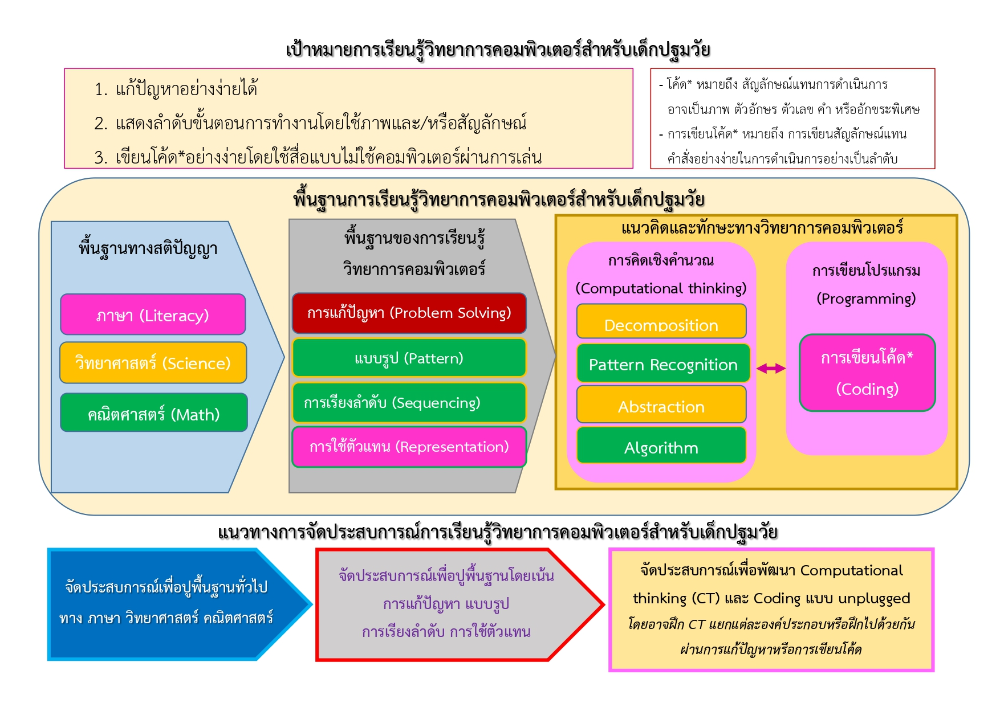 เป้าหมายการเรียนรู้วิทยาการคอมพิวเตอร์สำหรับเด็กปฐมวัย
1. แก้ปัญหาอย่างง่ายได้
2. แสดงลำดับขั้นตอนการทำงานโดยใช้ภาพและ/หรือสัญลักษณ์
3. เขียนโค้ด*อย่างง่ายโดยใช้สื่อแบบไม่ใช้คอมพิวเตอร์ผ่านการเล่น
- โค้ด* หมายถึง สัญลักษณ์แทนการดำเนินการ
อาจเป็นภาพ ตัวอักษร ตัวเลข คำ หรืออักขระพิเศษ
- การเขียนโค้ด* หมายถึง การเขียนสัญลักษณ์แทน
คำสั่งอย่างง่ายในการดำเนินการอย่างเป็นลำดับ
พื้นฐานการเรียนรู้วิทยาการคอมพิวเตอร์สำหรับเด็กปฐมวัย
พื้นฐานทางสติปัญญา
ภาษา (Literacy)
วิทยาศาสตร์ (Science)
คณิตศาสตร์ (Math)
พื้นฐานของการเรียนรู้
วิทยาการคอมพิวเตอร์
การแก้ปัญหา (Problem Solving)
แบบรูป (Pattern)
การเรียงลำดับ (Sequencing)
การใช้ตัวแทน (Representation)
แนวคิดและทักษะทางวิทยาการคอมพิวเตอร์
การคิดเชิงคำนวณ
(Computational thinking)
Decomposition
Pattern Recognition
Abstraction
Algorithm
การเขียนโปรแกรม
(Programming)
การเขียนโค้ด*
(Coding)
แนวทางการจัดประสบการณ์การเรียนรู้วิทยาการคอมพิวเตอร์สำหรับเด็กปฐมวัย
จัดประสบการณ์เพื่อปูพื้นฐานทั่วไป
ทาง ภาษา วิทยาศาสตร์ คณิตศาสตร์
จัดประสบการณ์เพื่อปูพื้นฐานโดยเน้น
การแก้ปัญหา แบบรูป
การเรียงลำดับ การใช้ตัวแทน
จัดประสบการณ์เพื่อพัฒนา Computational
thinking (CT) และ Coding แบบ unplugged
โดยอาจฝึก CT แยกแต่ละองค์ประกอบหรือฝึกไปด้วยกัน
ผ่านการแก้ปัญหาหรือการเขียนโค้ด